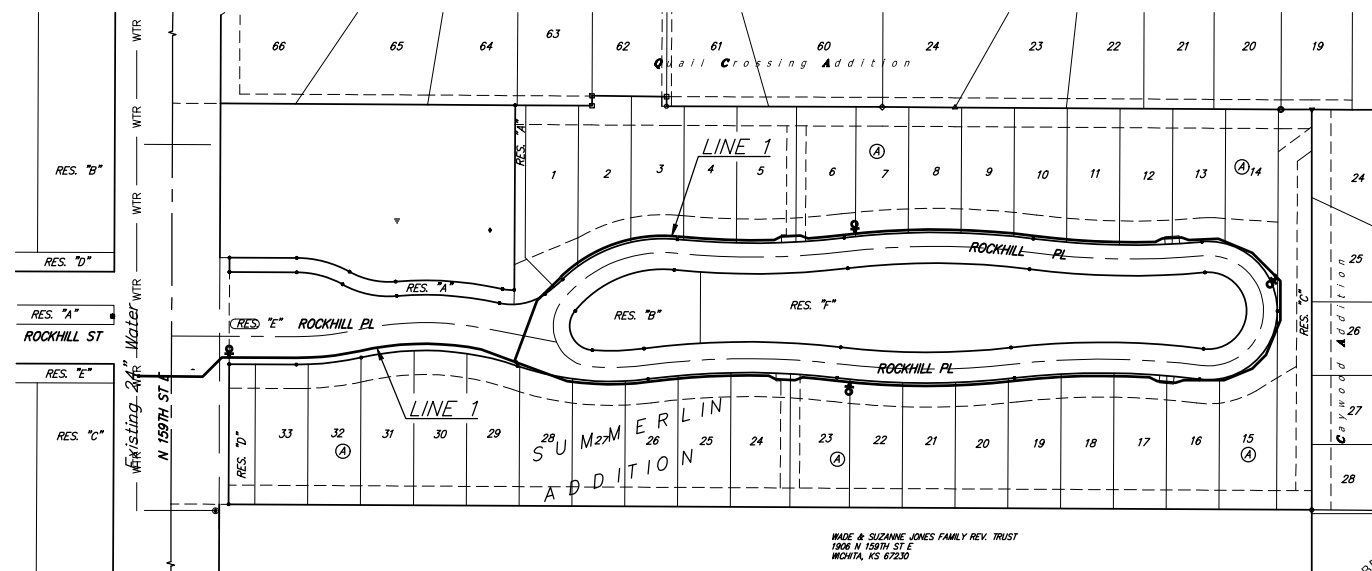 66
65
64
63
62
61
60
24
23
22
21
20
19
Quail Crossing Addition
WTR
WTR
WTR
WTR
WTR
RES. "B"
RES. "D"
RES. "A"
ROCKHILL ST
RES. "E"
RES. "C"
Existing 24" Water
N 159TH ST E
RES. "A"
LINE 1
1
2
3
4
5
6
7
8
9
10
11
12
13
14
A
A
24
25
26
27
28
Caywood Addition
RES. "C"
ROCKHILL PL
RES. "A"
RES. "E" ROCKHILL PL
RES. "B"
RES. "F"
ROCKHILL PL
LINE 1
RES. "D"
33
32
31
30
29
28
27
26
25
24
23
22
21
20
19
18
17
16
15
A
A
A
SUMMERLIN
ADDITION
WADE & SUZANNE JONES FAMILY REV. TRUST
1906 N 159TH ST E
WICHITA, KS 67230